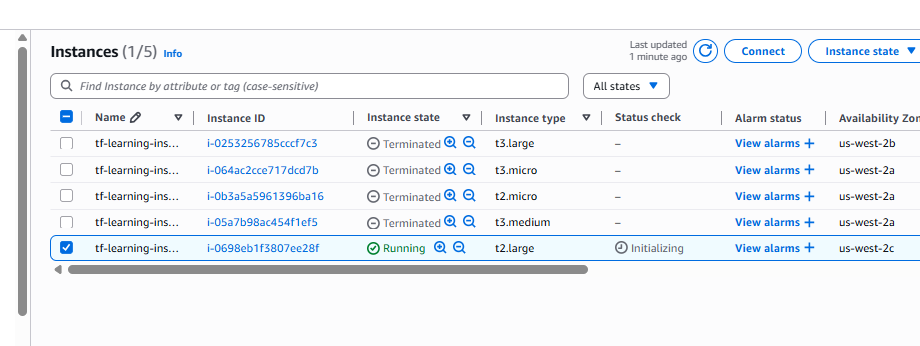 Instances (1/5) Info
Last updated
1 minute ago
Connect
Instance state
Find Instance by attribute or tag (case-sensitive)
All states
Name Instance ID Instance state Instance type Status check Alarm status Availability Zon
tf-learning-ins... i-0253256785cccf7c3 Terminated t3.large – View alarms + us-west-2b
tf-learning-ins... i-064ac2cce717dcd7b Terminated t3.micro – View alarms + us-west-2a
tf-learning-ins... i-0b3a5a5961396ba16 Terminated t2.micro – View alarms + us-west-2a
tf-learning-ins... i-05a7b98ac454f1ef5 Terminated t3.medium – View alarms + us-west-2a
tf-learning-ins... i-0698eb1f3807ee28f Running t2.large Initializing View alarms + us-west-2c